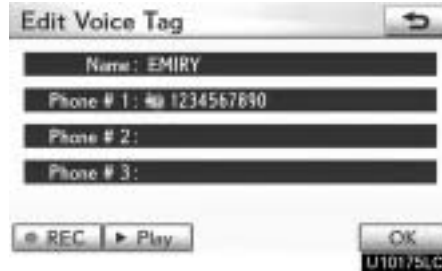 Edit Voice Tag
Name: EMIRY
Phone # 1: 1234567890
Phone # 2:
Phone # 3:
REC Play OK
U10175LC